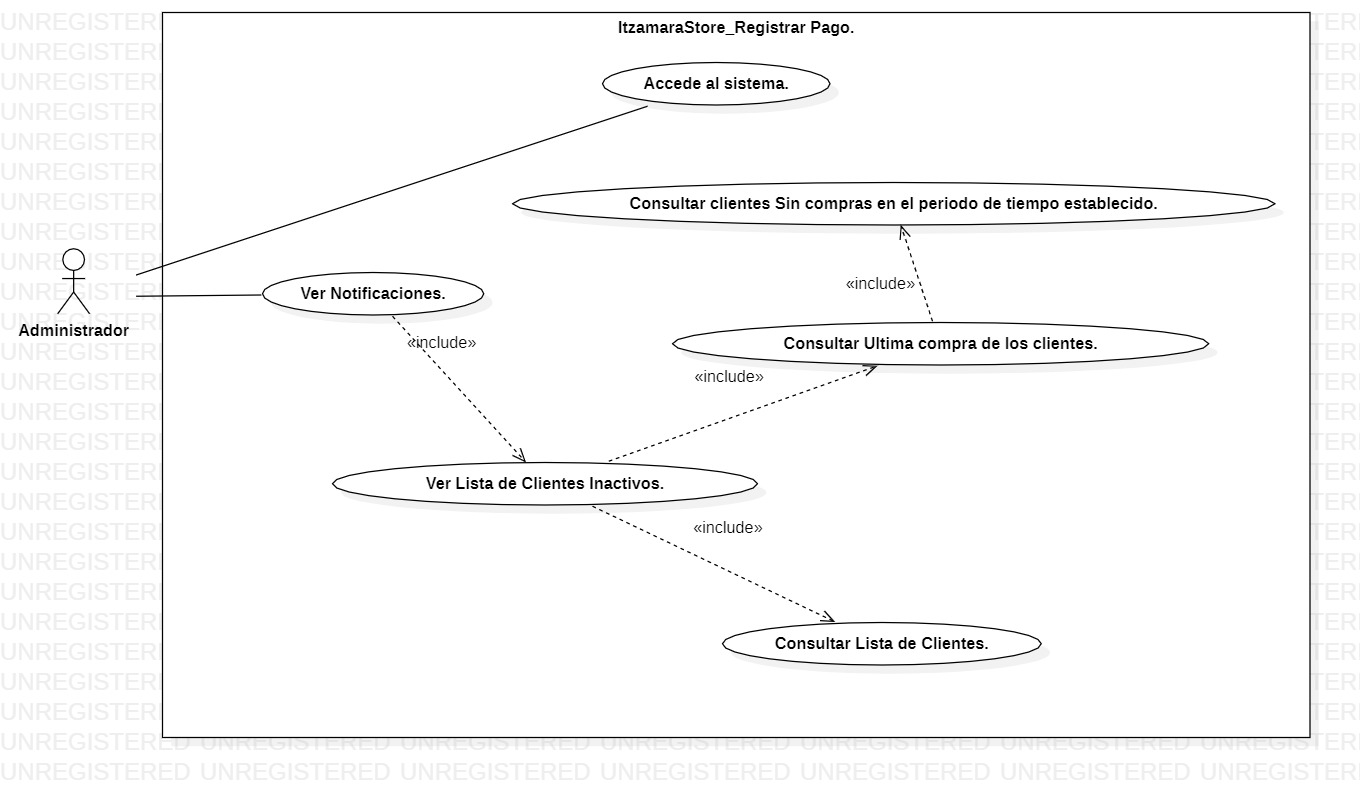 ItzamaraStore_Registrar Pago.
Accede al sistema.
Consultar clientes Sin compras en el periodo de tiempo establecido.
«include»
Ver Notificaciones.
Administrador
«include»
Consultar Ultima compra de los clientes.
«include»
Ver Lista de Clientes Inactivos.
«include»
Consultar Lista de Clientes.
UNREGISTERED UNREGISTERED UNREGISTERED UNREGISTERED UNREGISTERED UNREGISTERED UNREGISTERED